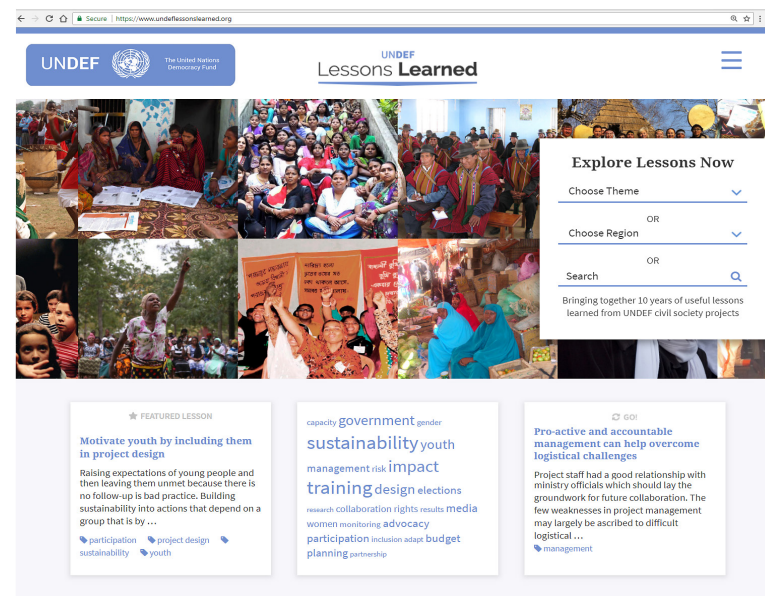 Secure | https://www.undeflessonslearned.org
UNDEF
The United Nations
Democracy Fund
UNDEF
Lessons Learned
Explore Lessons Now
Choose Theme
OR
Choose Region
OR
Search
Bringing together 10 years of useful lessons
learned from UNDEF civil society projects
FEATURED LESSON
Motivate youth by including them
in project design
Raising expectations of young people and
then leaving them unmet because there is
no follow-up is bad practice. Building
sustainability into actions that depend on a
group that is by ...
participation project design
sustainability youth
capacity government gender
sustainability youth
management risk impact
training design elections
research collaboration rights results media
women monitoring advocacy
participation inclusion adapt budget
planning partnership
GO!
Pro-active and accountable
management can help overcome
logistical challenges
Project staff had a good relationship with
ministry officials which should lay the
groundwork for future collaboration. The
few weaknesses in project management
may largely be ascribed to difficult
logistical ...
management